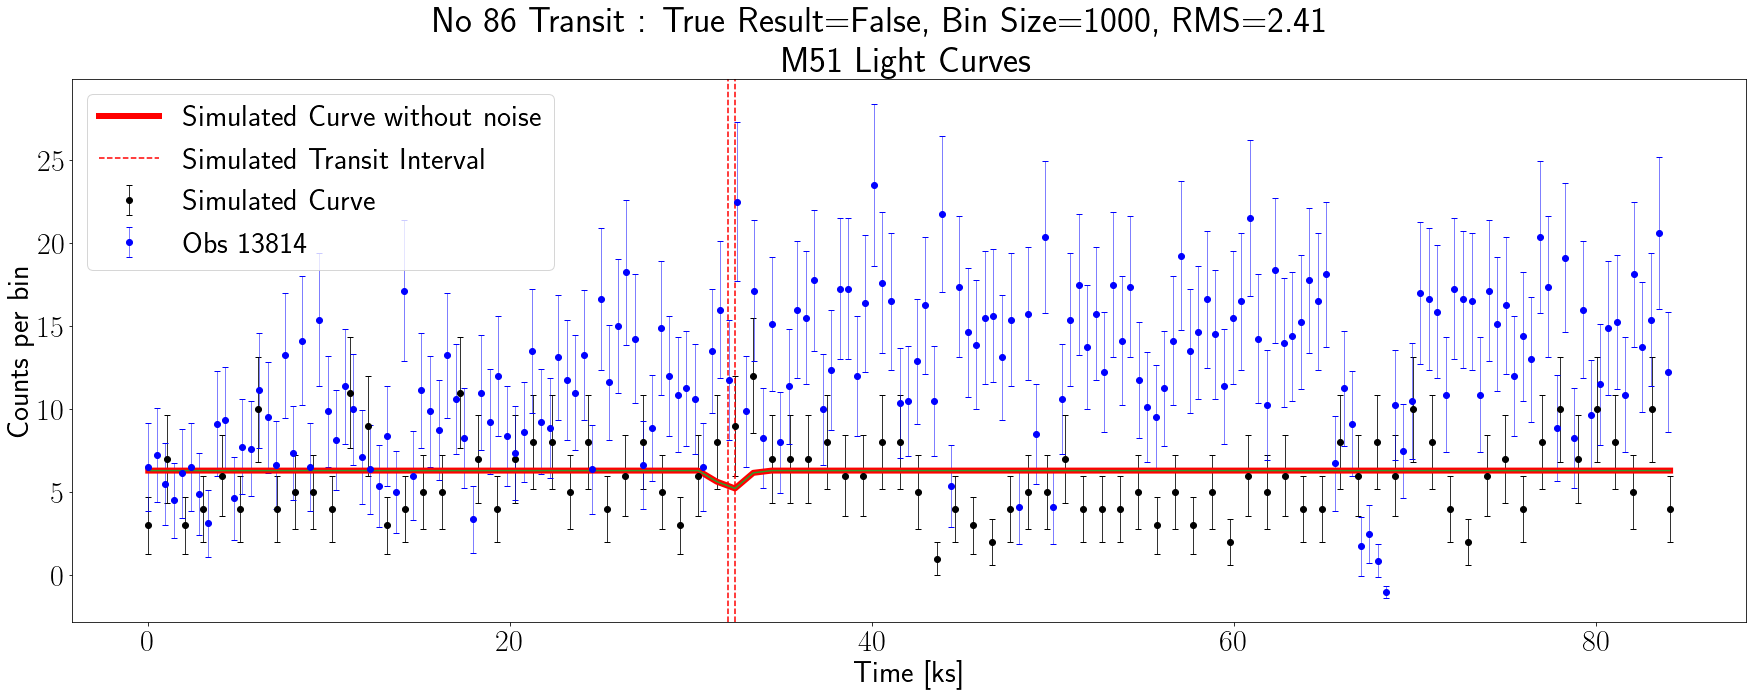 No 86 Transit : True Result=False, Bin Size=1000, RMS=2.41
M51 Light Curves
Simulated Curve without noise
Simulated Transit Interval
Simulated Curve
Obs 13814
Counts per bin
25
20
15
10
5
0
0 20 40 60 80
Time [ks]